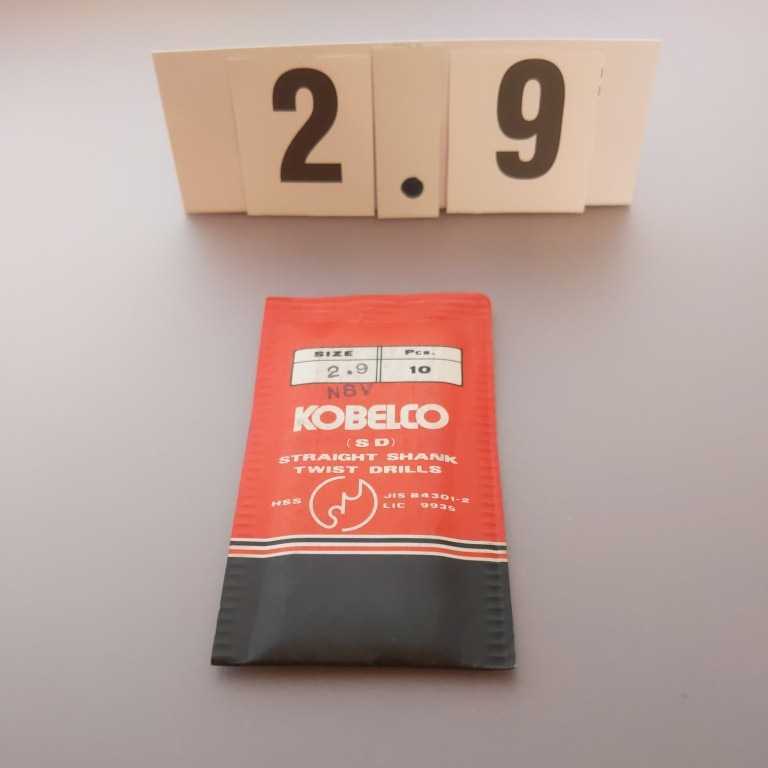 2.9
SIZE Pcs.
2.9 10
N8V
KOBELCO
(SD)
STRAIGHT SHANK
TWIST DRILLS
HSS
JIS B4301-2
LIC 9935